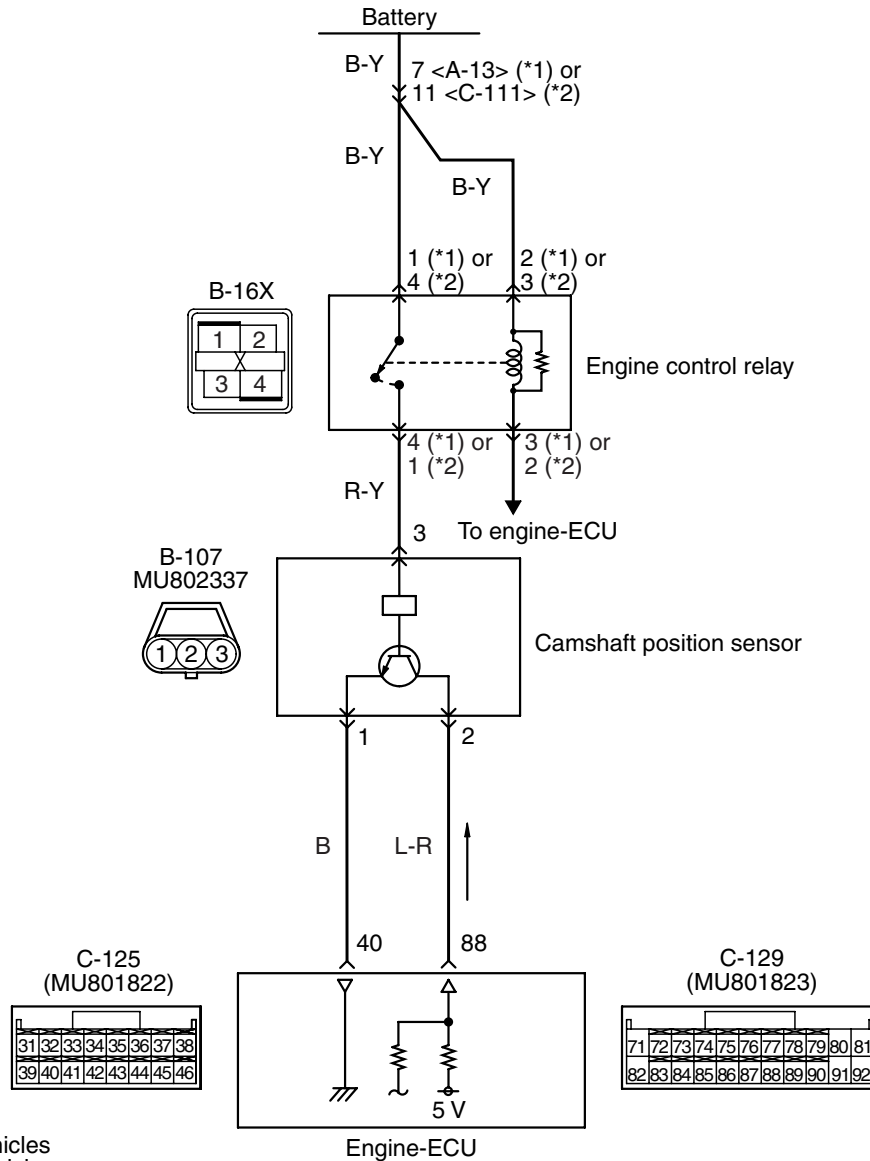 Battery
B-Y
7 <A-13> (*1) or
11 <C-111> (*2)
B-Y
B-Y
1 (*1) or
4 (*2)
2 (*1) or
3 (*2)
B-16X
1 2
3 4
Engine control relay
4 (*1) or
1 (*2)
3 (*1) or
2 (*2)
R-Y
To engine-ECU
3
B-107
MU802337
1 2 3
Camshaft position sensor
1
2
B
L-R
40
88
C-125
(MU801822)
31 32 33 34 35 36 37 38
39 40 41 42 43 44 45 46
C-129
(MU801823)
71 72 73 74 75 76 77 78 79 80 81
82 83 84 85 86 87 88 89 90 91 92
5 V
Engine-ECU